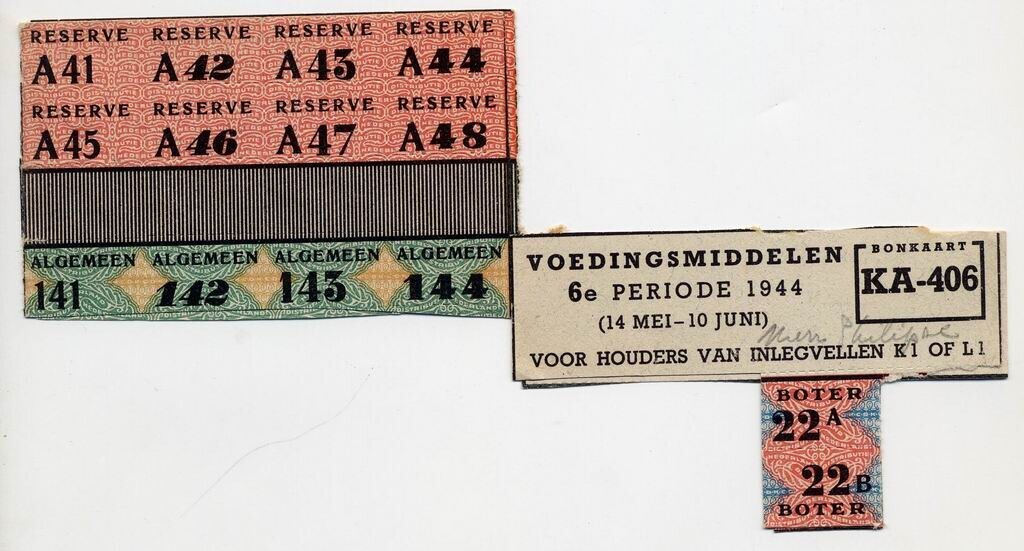 RESERVE RESERVE RESERVE RESERVE
A41 A42 A43 A44
RESERVE RESERVE RESERVE RESERVE
A45 A46 A47 A48
ALGEMEEN ALGEMEEN ALGEMEEN ALGEMEEN
141 142 143 144
VOEDINGSMIDDELEN
6e PERIODE 1944
(14 MEI–10 JUNI)
VOOR HOUDERS VAN INLEGVELLEN K1 OF L1
BONKAART
KA-406
BOTER
22A
22B
BOTER